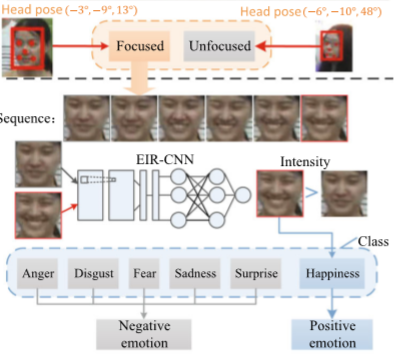 Head pose (−3°, −9°, 13°)
Head pose (−6°, −10°, 48°)
Focused
Unfocused
Sequence:
EIR-CNN
Intensity
Class
Anger
Disgust
Fear
Sadness
Surprise
Happiness
Negative
emotion
Positive
emotion